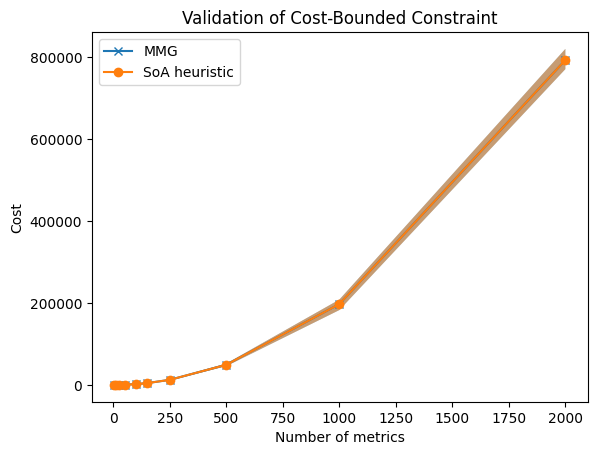 Validation of Cost-Bounded Constraint
MMG
SoA heuristic
800000
600000
400000
200000
0
Cost
0 250 500 750 1000 1250 1500 1750 2000
Number of metrics